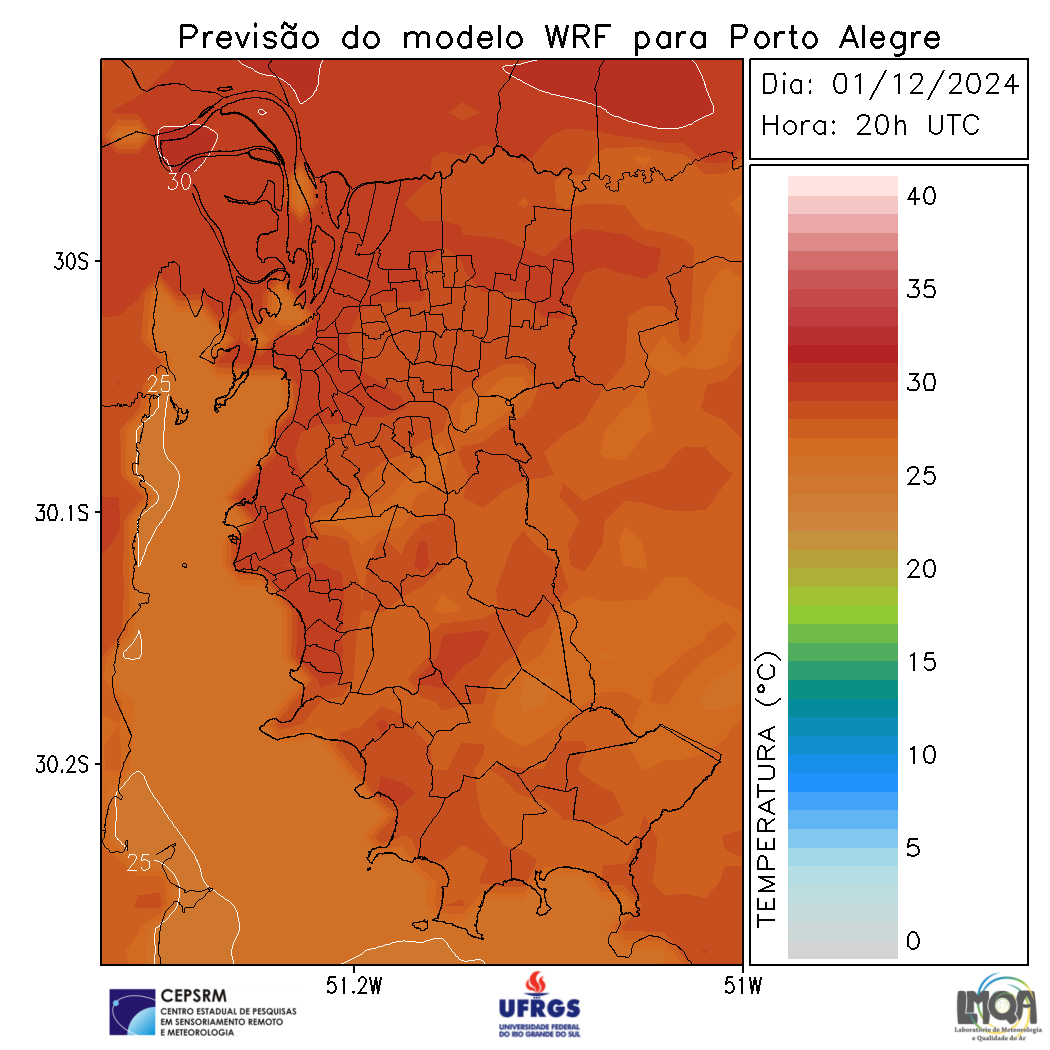 Previsão do modelo WRF para Porto Alegre
Dia: 01/12/2024
Hora: 20h UTC
30
25
25
30S
30.1S
30.2S
51.2W
51W
40
35
30
25
20
15
10
5
0
TEMPERATURA (°C)
CEPSRM
CENTRO ESTADUAL DE PESQUISAS
EM SENSORIAMENTO REMOTO
E METEOROLOGIA
UFRGS
UNIVERSIDADE FEDERAL
DO RIO GRANDE DO SUL
LMQA
Laboratório de Meteorologia
e Qualidade do Ar